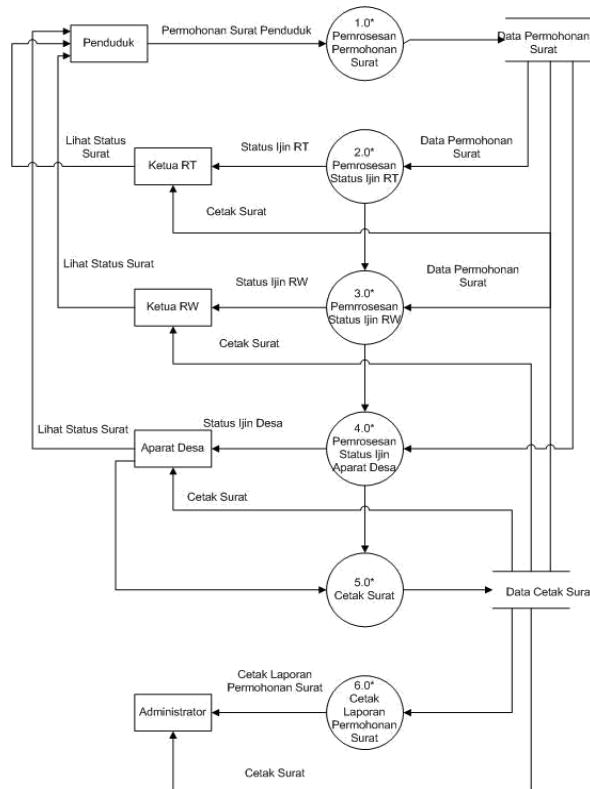 Penduduk
Permohonan Surat Penduduk
1.0*
Pemrosesan
Permohonan
Surat
Data Permohonan
Surat
Lihat Status
Surat
Ketua RT
Status Ijin RT
2.0*
Pemrosesan
Status Ijin RT
Data Permohonan
Surat
Cetak Surat
Lihat Status Surat
Ketua RW
Status Ijin RW
3.0*
Pemrrosesan
Status Ijin RW
Data Permohonan
Surat
Cetak Surat
Lihat Status Surat
Aparat Desa
Status Ijin Desa
4.0*
Pemrosesan
Status Ijin
Aparat Desa
Cetak Surat
5.0*
Cetak Surat
Data Cetak Sura
Administrator
Cetak Laporan
Permohonan Surat
6.0*
Cetak
Laporan
Permohonan
Surat
Cetak Surat